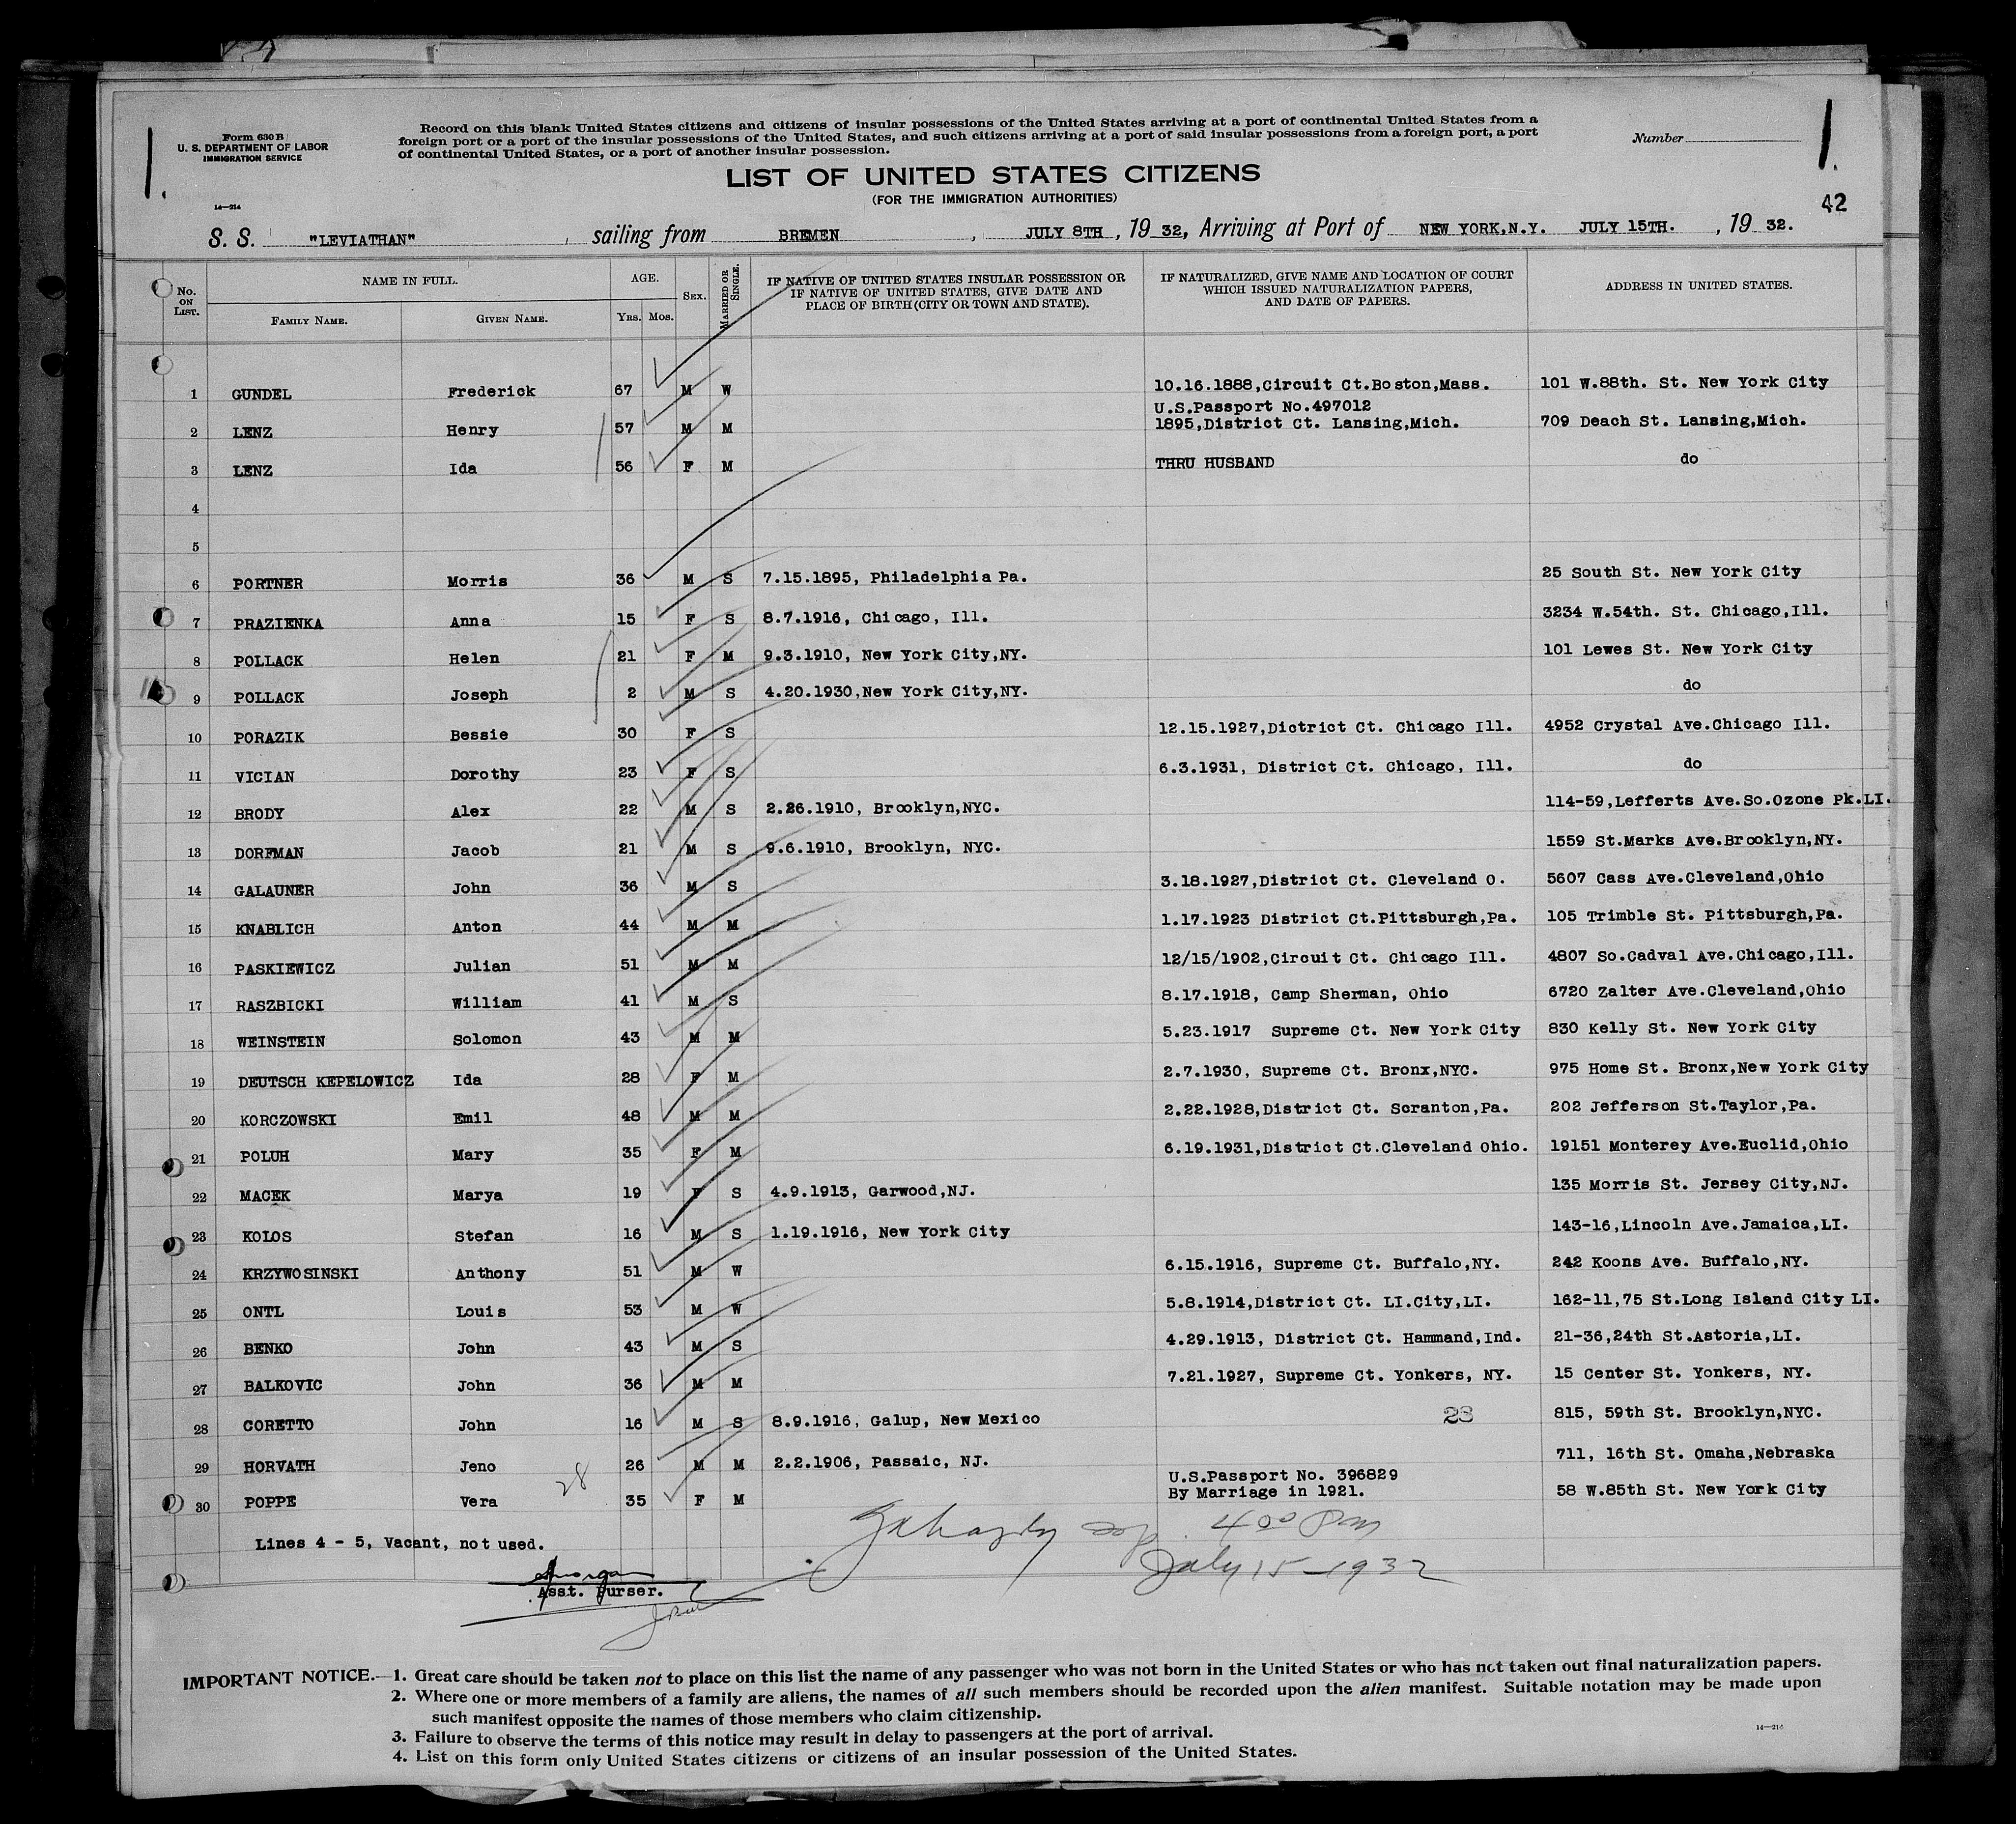 Form 630 B
U. S. DEPARTMENT OF LABOR
IMMIGRATION SERVICE
14—214
Record on this blank United States citizens and citizens of insular possessions of the United States arriving at a port of continental United States from a
foreign port or a port of the insular possessions of the United States, and such citizens arriving at a port of said insular possessions from a foreign port, a port
of continental United States, or a port of another insular possession.
Number
1.
1.
LIST OF UNITED STATES CITIZENS
(FOR THE IMMIGRATION AUTHORITIES)
42
S. S. "LEVIATHAN", sailing from BREMEN, JULY 8TH, 1932, Arriving at Port of NEW YORK,N.Y. JULY 15TH., 1932.
No. ON LIST. NAME IN FULL. FAMILY NAME. GIVEN NAME. AGE. YRS. MOS. SEX. MARRIED OR SINGLE. IF NATIVE OF UNITED STATES INSULAR POSSESSION OR IF NATIVE OF UNITED STATES, GIVE DATE AND PLACE OF BIRTH (CITY OR TOWN AND STATE). IF NATURALIZED, GIVE NAME AND LOCATION OF COURT WHICH ISSUED NATURALIZATION PAPERS, AND DATE OF PAPERS. ADDRESS IN UNITED STATES.
1 GUNDEL Frederick 67 M W 10.16.1888,Circuit Ct.Boston,Mass. 101 W.88th. St. New York City
U.S.Passport No.497012
2 LENZ Henry 57 M M 1895,District Ct. Lansing,Mich. 709 Deach St. Lansing,Mich.
3 LENZ Ida 56 F M THRU HUSBAND do
4
5
6 PORTNER Morris 36 M S 7.15.1895, Philadelphia Pa. 25 South St. New York City
7 PRAZIENKA Anna 15 F S 8.7.1916, Chicago, Ill. 3234 W.54th. St. Chicago,Ill.
8 POLLACK Helen 21 F M 9.3.1910, New York City,NY. 101 Lewes St. New York City
9 POLLACK Joseph 2 M S 4.20.1930,New York City,NY. do
10 PORAZIK Bessie 30 F S 12.15.1927,Dictrict Ct. Chicago Ill. 4952 Crystal Ave.Chicago Ill.
11 VICIAN Dorothy 23 F S 6.3.1931, District Ct. Chicago, Ill. do
12 BRODY Alex 22 M S 2.26.1910, Brooklyn,NYC. 114-59,Lefferts Ave.So.Ozone Pk.LI.
13 DORFMAN Jacob 21 M S 9.6.1910, Brooklyn, NYC. 1559 St.Marks Ave.Brooklyn,NY.
14 GALAUNER John 36 M S 3.18.1927,District Ct. Cleveland O. 5607 Cass Ave.Cleveland,Ohio
15 KNABLICH Anton 44 M M 1.17.1923 District Ct.Pittsburgh,Pa. 105 Trimble St. Pittsburgh,Pa.
16 PASKIEWICZ Julian 51 M M 12/15/1902,Circuit Ct. Chicago Ill. 4807 So.Cadval Ave.Chicago,Ill.
17 RASZBICKI William 41 M S 8.17.1918, Camp Sherman, Ohio 6720 Zalter Ave.Cleveland,Ohio
18 WEINSTEIN Solomon 43 M M 5.23.1917 Supreme Ct. New York City 830 Kelly St. New York City
19 DEUTSCH KEPELOWICZ Ida 28 F M 2.7.1930, Supreme Ct. Bronx,NYC. 975 Home St. Bronx,New York City
20 KORCZOWSKI Emil 48 M M 2.22.1928,District Ct. Scranton,Pa. 202 Jefferson St.Taylor,Pa.
21 POLUH Mary 35 F M 6.19.1931,District Ct.Cleveland Ohio. 19151 Monterey Ave.Euclid,Ohio
22 MACEK Marya 19 F S 4.9.1913, Garwood,NJ. 135 Morris St. Jersey City,NJ.
23 KOLOS Stefan 16 M S 1.19.1916, New York City 143-16,Lincoln Ave.Jamaica,LI.
24 KRZYWOSINSKI Anthony 51 M W 6.15.1916, Supreme Ct. Buffalo,NY. 242 Koons Ave. Buffalo,NY.
25 ONTL Louis 53 M W 5.8.1914,District Ct. LI.City,LI. 162-11,75 St.Long Island City LI.
26 BENKO John 43 M S 4.29.1913, District Ct. Hammand,Ind. 21-36,24th St.Astoria,LI.
27 BALKOVIC John 36 M M 7.21.1927, Supreme Ct. Yonkers, NY. 15 Center St. Yonkers, NY.
28 CORETTO John 16 M S 8.9.1916, Galup, New Mexico 28 815, 59th St. Brooklyn,NYC.
29 HORVATH Jeno 26 M M 2.2.1906, Passaic, NJ. 711, 16th St. Omaha,Nebraska
28
U.S.Passport No. 396829
30 POPPE Vera 35 F M By Marriage in 1921. 58 W.85th St. New York City
Lines 4 - 5, Vacant, not used.
4 00 Pm
July 15-1932
Asst. Purser.
IMPORTANT NOTICE.—1. Great care should be taken not to place on this list the name of any passenger who was not born in the United States or who has not taken out final naturalization papers.
2. Where one or more members of a family are aliens, the names of all such members should be recorded upon the alien manifest. Suitable notation may be made upon
such manifest opposite the names of those members who claim citizenship.
3. Failure to observe the terms of this notice may result in delay to passengers at the port of arrival.
4. List on this form only United States citizens or citizens of an insular possession of the United States.
14—214